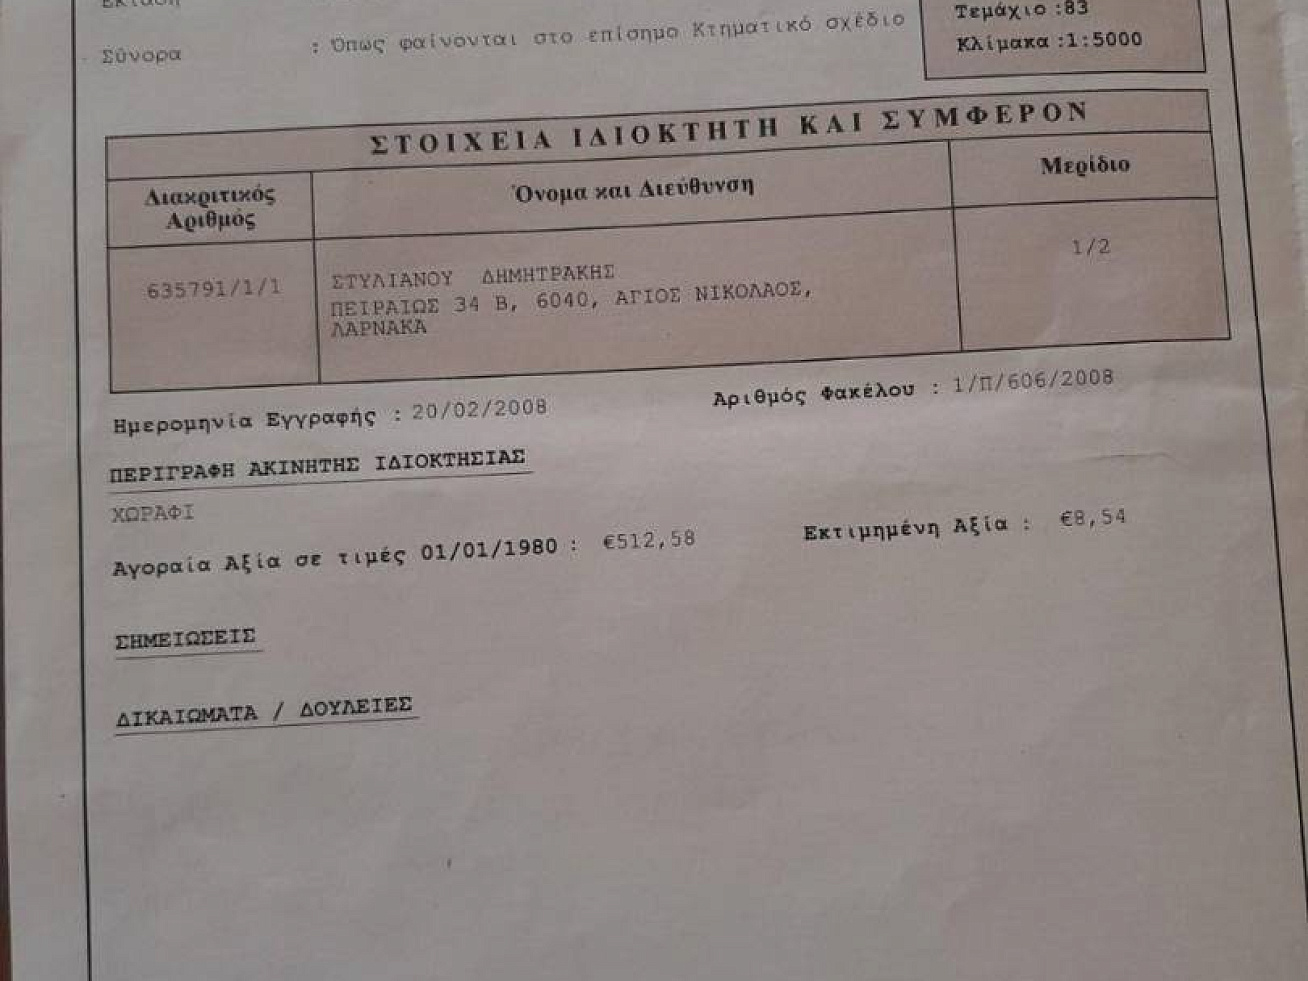 Τεμάχιο :83
Σύνορα : Όπως φαίνονται στο επίσημο Κτηματικό σχέδιο
Κλίμακα :1:5000
ΣΤΟΙΧΕΙΑ ΙΔΙΟΚΤΗΤΗ ΚΑΙ ΣΥΜΦΕΡΟΝ
Διακριτικός
Αριθμός
Όνομα και Διεύθυνση
Μερίδιο
635791/1/1
ΣΤΥΛΙΑΝΟΥ ΔΗΜΗΤΡΑΚΗΣ
ΠΕΙΡΑΙΩΣ 34 Β, 6040, ΑΓΙΟΣ ΝΙΚΟΛΑΟΣ,
ΛΑΡΝΑΚΑ
1/2
Ημερομηνία Εγγραφής : 20/02/2008
Αριθμός Φακέλου : 1/Π/606/2008
ΠΕΡΙΓΡΑΦΗ ΑΚΙΝΗΤΗΣ ΙΔΙΟΚΤΗΣΙΑΣ
ΧΩΡΑΦΙ
Αγοραία Αξία σε τιμές 01/01/1980 : €512,58
Εκτιμημένη Αξία : €8,54
ΣΗΜΕΙΩΣΕΙΣ
ΔΙΚΑΙΩΜΑΤΑ / ΔΟΥΛΕΙΕΣ